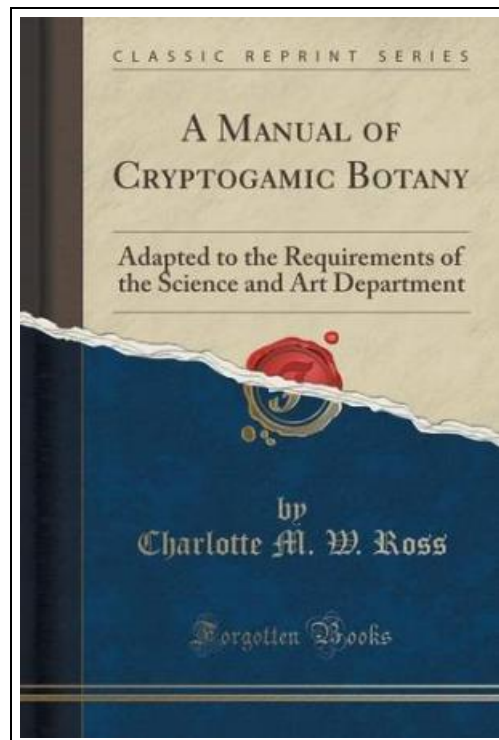 CLASSIC REPRINT SERIES
A MANUAL OF
CRYPTOGAMIC BOTANY
Adapted to the Requirements of
the Science and Art Department
F
by
Charlotte M. W. Ross
Forgotten Books